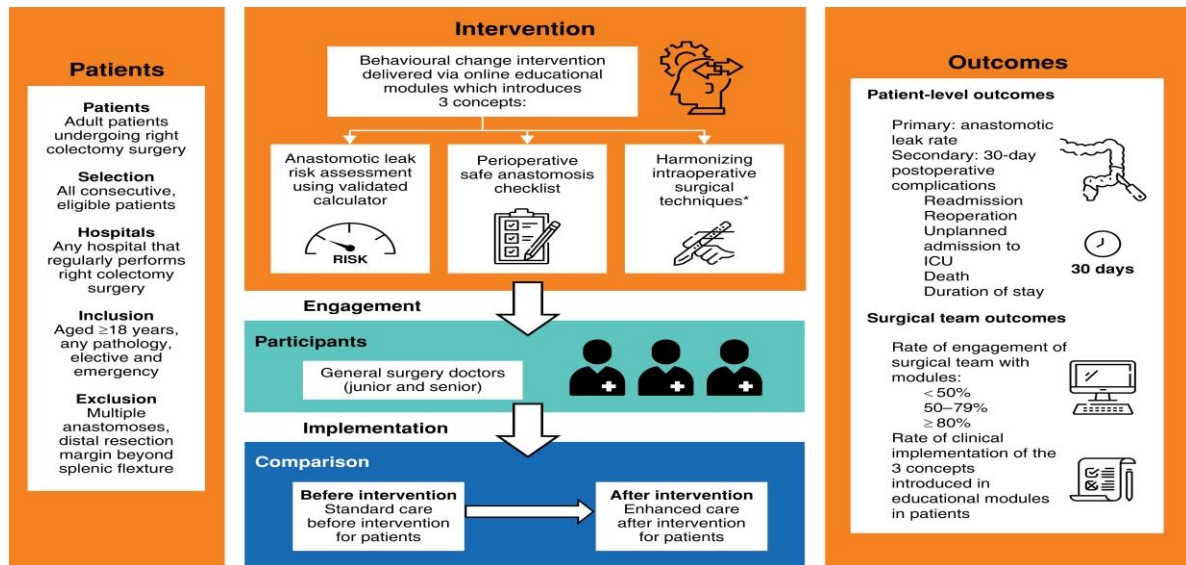 Patients
Patients
Adult patients
undergoing right
colectomy surgery
Selection
All consecutive,
eligible patients
Hospitals
Any hospital that
regularly performs
right colectomy
surgery
Inclusion
Aged ≥18 years,
any pathology,
elective and
emergency
Exclusion
Multiple
anastomoses,
distal resection
margin beyond
splenic flexture
Intervention
Behavioural change intervention
delivered via online educational
modules which introduces
3 concepts:
Anastomotic leak
risk assessment
using validated
calculator
RISK
Perioperative
safe anastomosis
checklist
Harmonizing
intraoperative
surgical
techniques*
Engagement
Participants
General surgery doctors
(junior and senior)
Implementation
Comparison
Befere intervention
Standard care
before intervention
for patients
After intervention
Enhanced care
after intervention
for patients
Outcomes
Patient-level outcomes
Primary: anastomotic
leak rate
Secondary: 30-day
postoperative
complications
Readmission
Reoperation
Unplanned
admission to
ICU
Death
Duration of stay
30 days
Surgical team outcomes
Rate of engagement of
surgical team with
modules:
< 50%
50–79%
≥ 80%
Rate of clinical
implementation of the
3 concepts
introduced in
educational modules
in patients